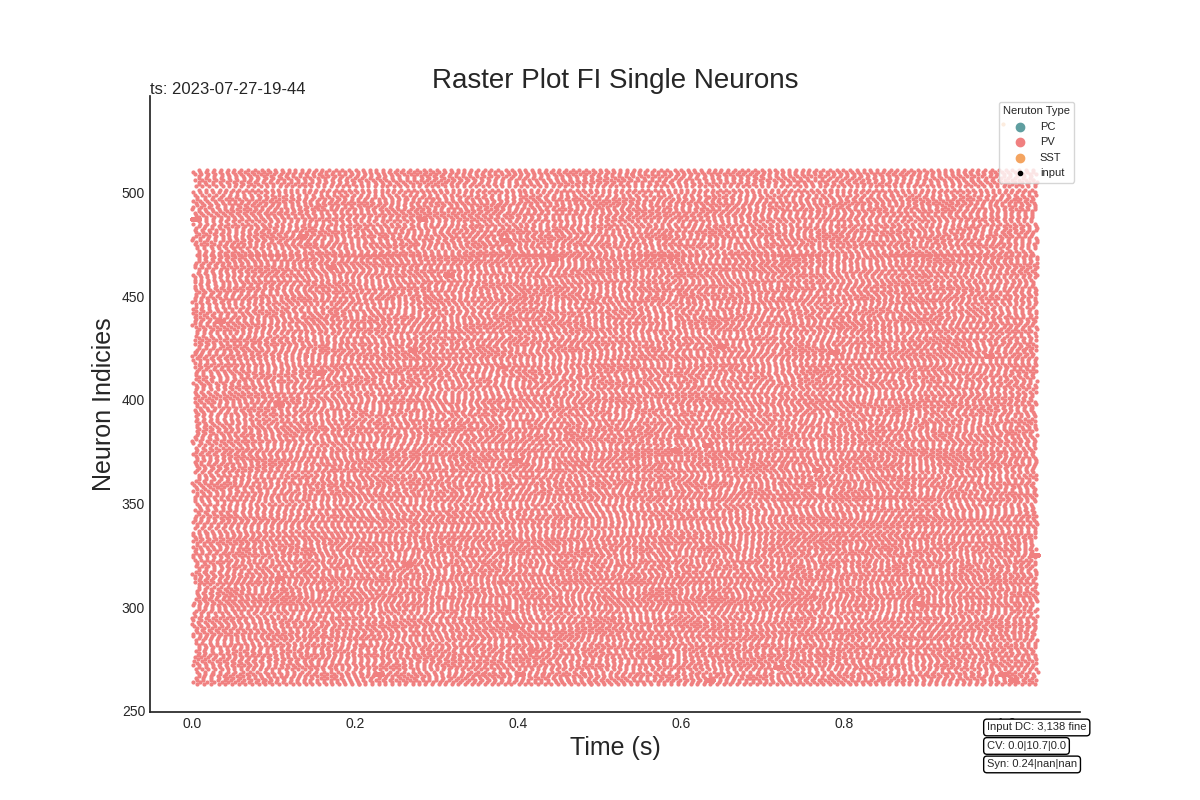 Raster Plot FI Single Neurons
ts: 2023-07-27-19-44
Neruton Type
PC
PV
SST
input
Neuron Indicies
500
450
400
350
300
250
0.0 0.2 0.4 0.6 0.8
Time (s)
Input DC: 3,138 fine
CV: 0.0|10.7|0.0
Syn: 0.24|nan|nan